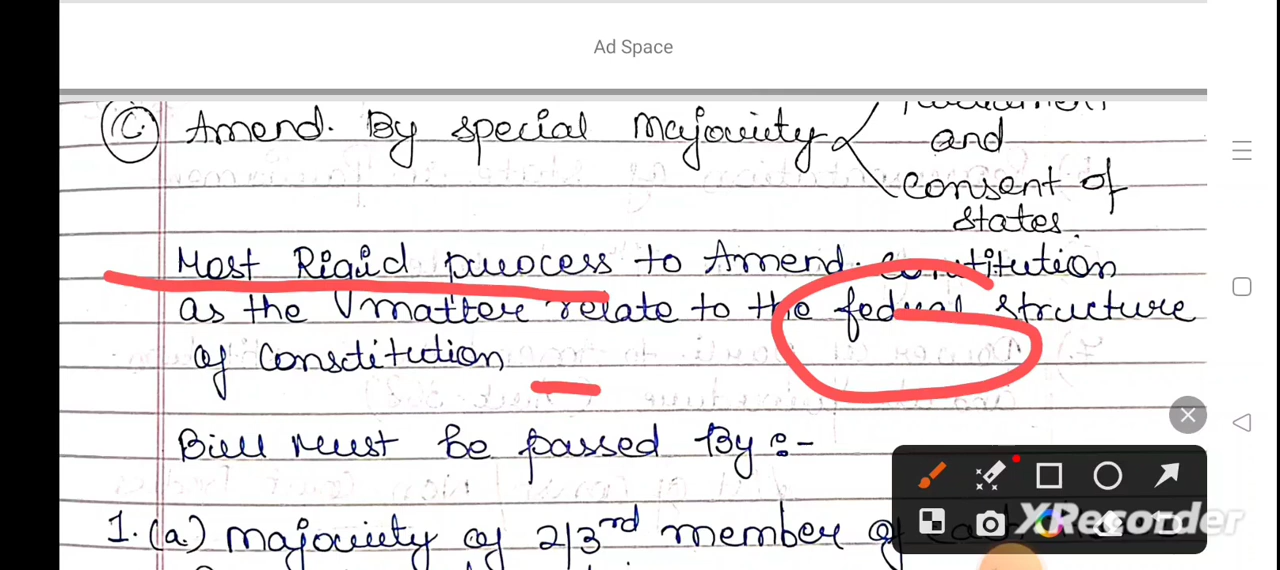 Ad Space
(C) Amend. By special Majority
and
consent of
states.
Most Rigid process to Amend. constitution
as the matter relate to the federal structure
of Constitution
Bill must be passed By :-
1. (a) Majority of 2/3rd member of
XRecorder